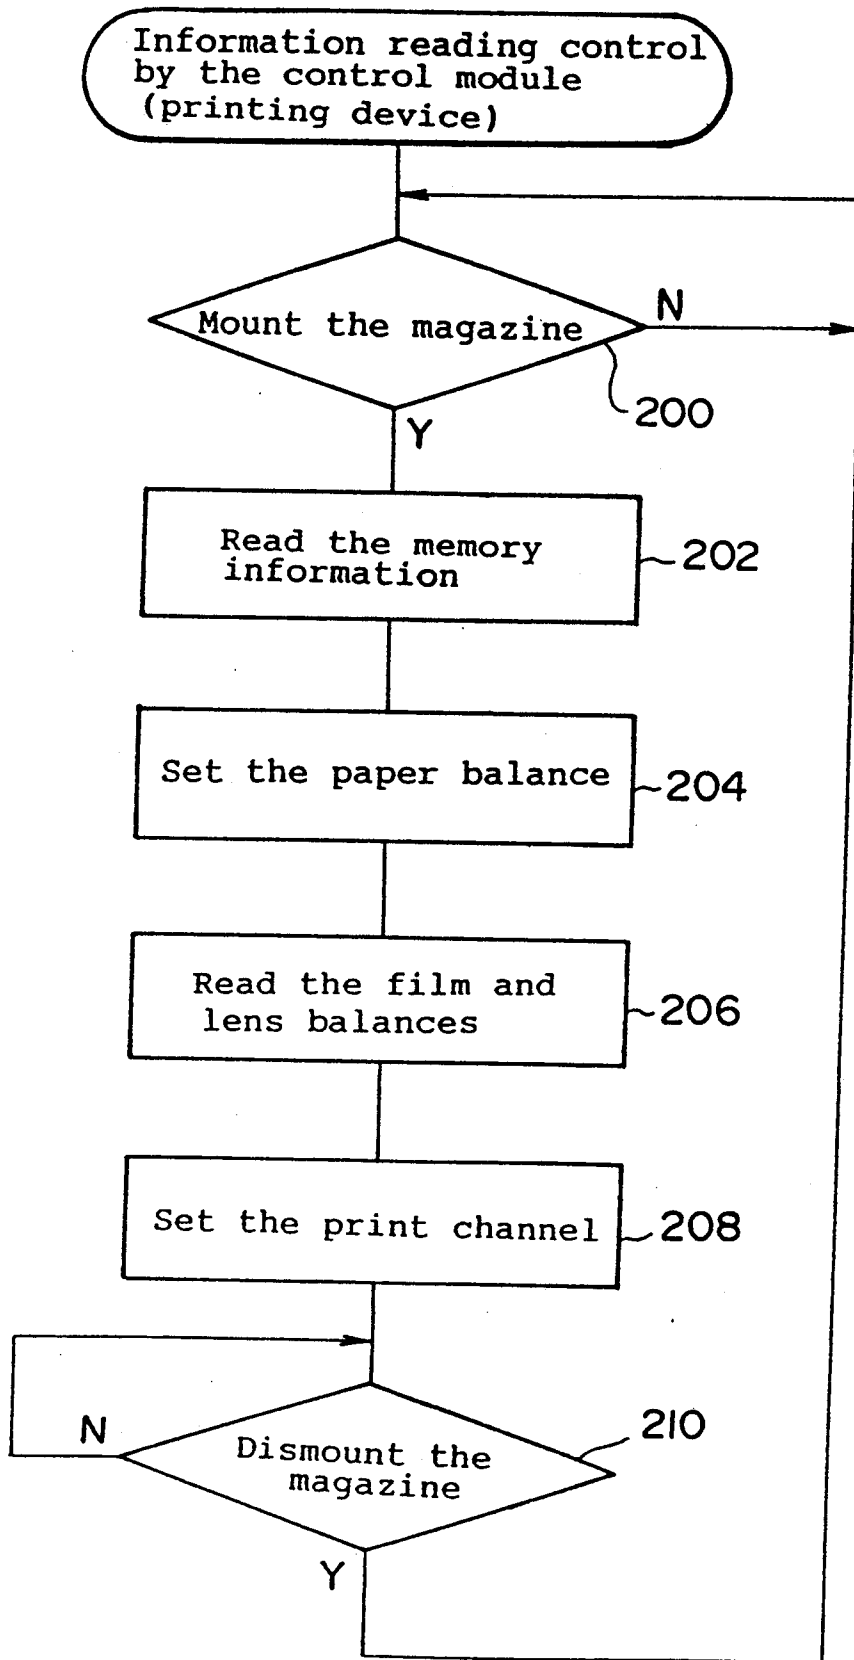 Information reading control
by the control module
(printing device)
Mount the magazine
N
200
Y
Read the memory
information
202
Set the paper balance
204
Read the film and
lens balances
206
Set the print channel
208
210
N
Dismount the
magazine
Y